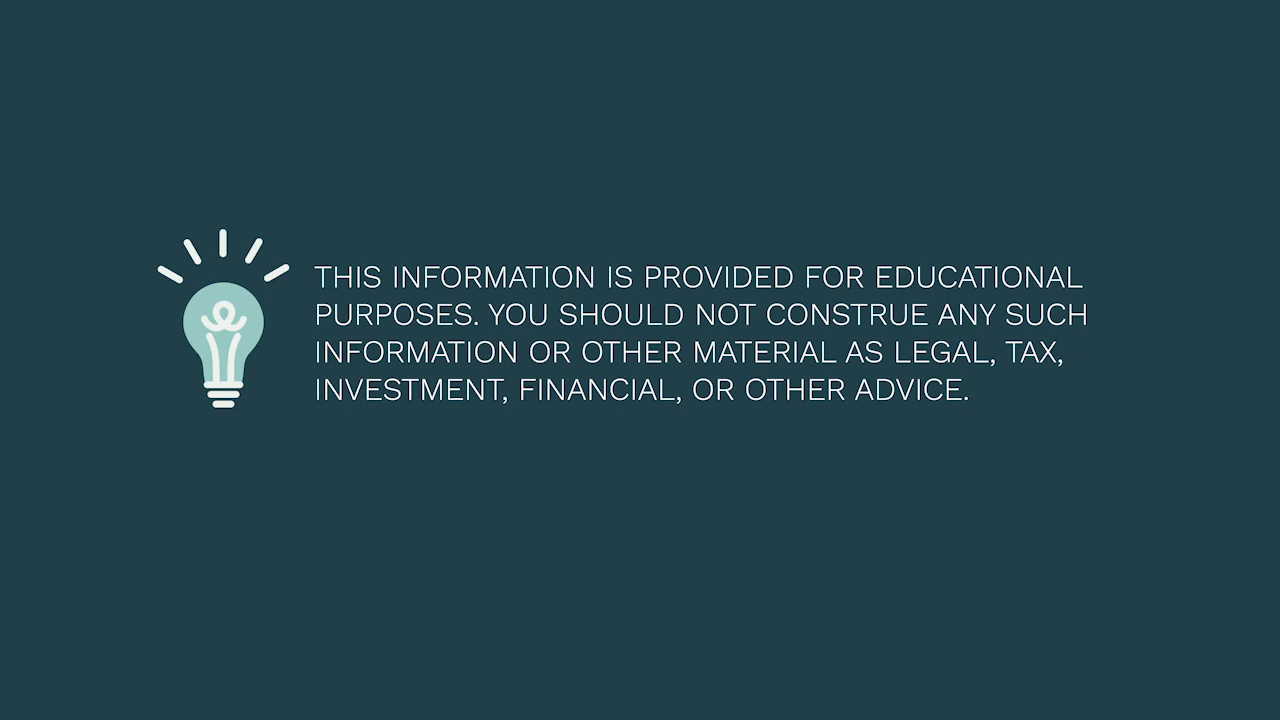 THIS INFORMATION IS PROVIDED FOR EDUCATIONAL
PURPOSES. YOU SHOULD NOT CONSTRUE ANY SUCH
INFORMATION OR OTHER MATERIAL AS LEGAL, TAX,
INVESTMENT, FINANCIAL, OR OTHER ADVICE.